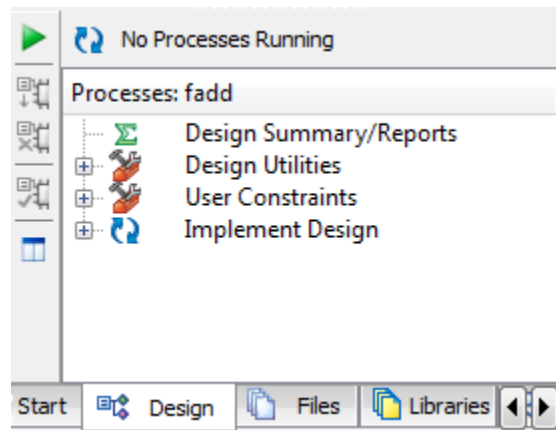 No Processes Running
Processes: fadd
Design Summary/Reports
Design Utilities
User Constraints
Implement Design
Start Design Files Libraries